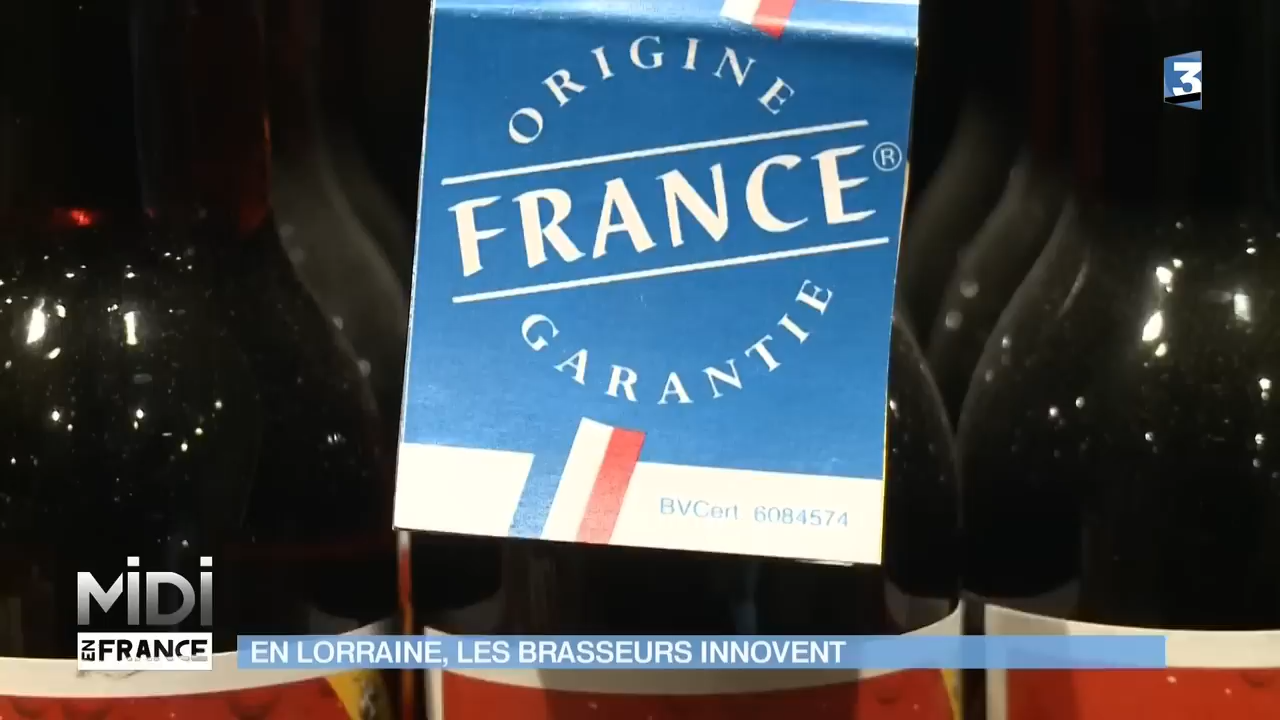 3
ORIGINE
FRANCE®
GARANTIE
BVCert. 6084574
MiDi
EN FRANCE
EN LORRAINE, LES BRASSEURS INNOVENT